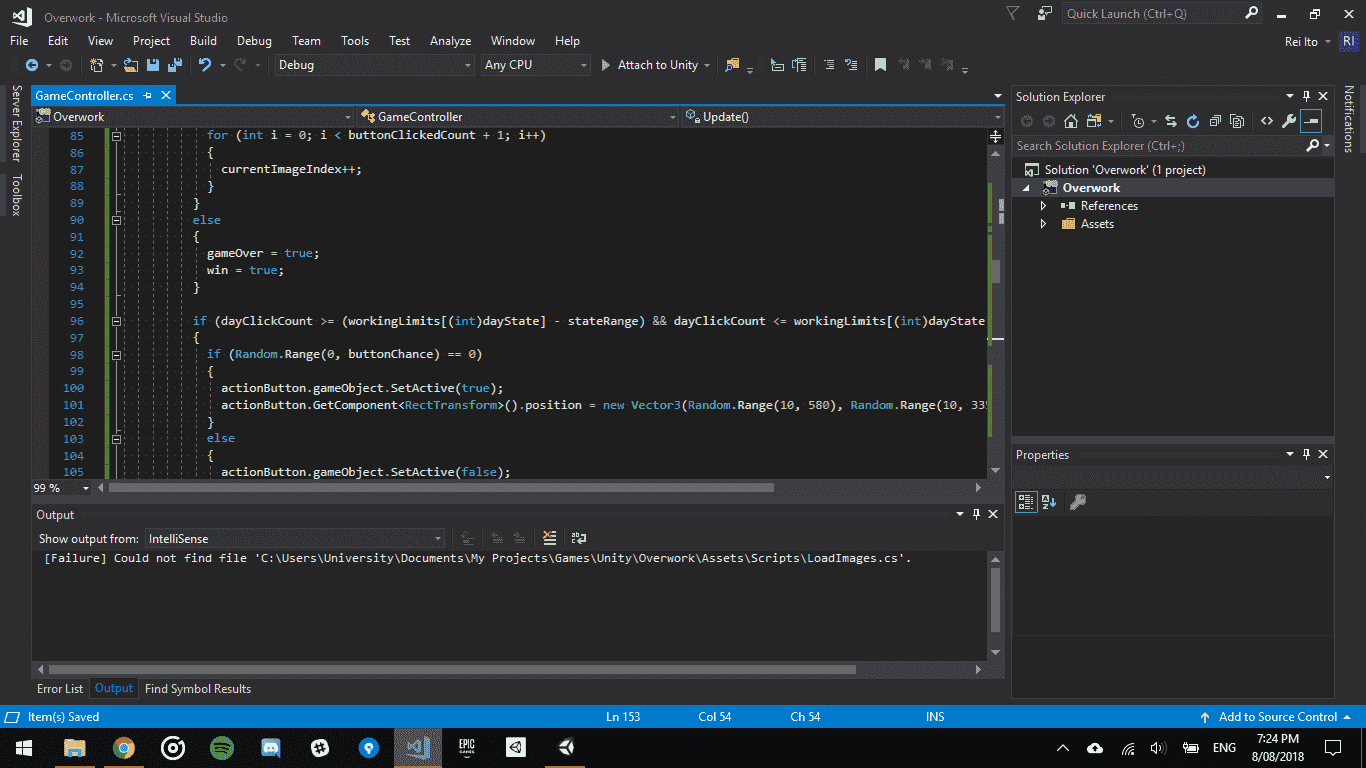 Overwork - Microsoft Visual Studio
Quick Launch (Ctrl+Q)
File Edit View Project Build Debug Team Tools Test Analyze Window Help
Rei Ito RI
Debug Any CPU Attach to Unity
Server Explorer
Toolbox
GameController.cs
Overwork GameController Update()
85 for (int i = 0; i < buttonClickedCount + 1; i++)
86 {
87 currentImageIndex++;
88 }
89 }
90 else
91 {
92 gameOver = true;
93 win = true;
94 }
95
96 if (dayClickCount >= (workingLimits[(int)dayState] - stateRange) && dayClickCount <= workingLimits[(int)dayState
97 {
98 if (Random.Range(0, buttonChance) == 0)
99 {
100 actionButton.gameObject.SetActive(true);
101 actionButton.GetComponent<RectTransform>().position = new Vector3(Random.Range(10, 580), Random.Range(10, 335
102 }
103 else
104 {
105 actionButton.gameObject.SetActive(false);
99 %
Output
Show output from: IntelliSense
[Failure] Could not find file 'C:\Users\University\Documents\My Projects\Games\Unity\Overwork\Assets\Scripts\LoadImages.cs'.
Error List Output Find Symbol Results
Solution Explorer
Search Solution Explorer (Ctrl+;)
Solution 'Overwork' (1 project)
Overwork
References
Assets
Properties
Notifications
Item(s) Saved Ln 153 Col 54 Ch 54 INS Add to Source Control
EPIC
GAMES
ENG
7:24 PM
8/08/2018